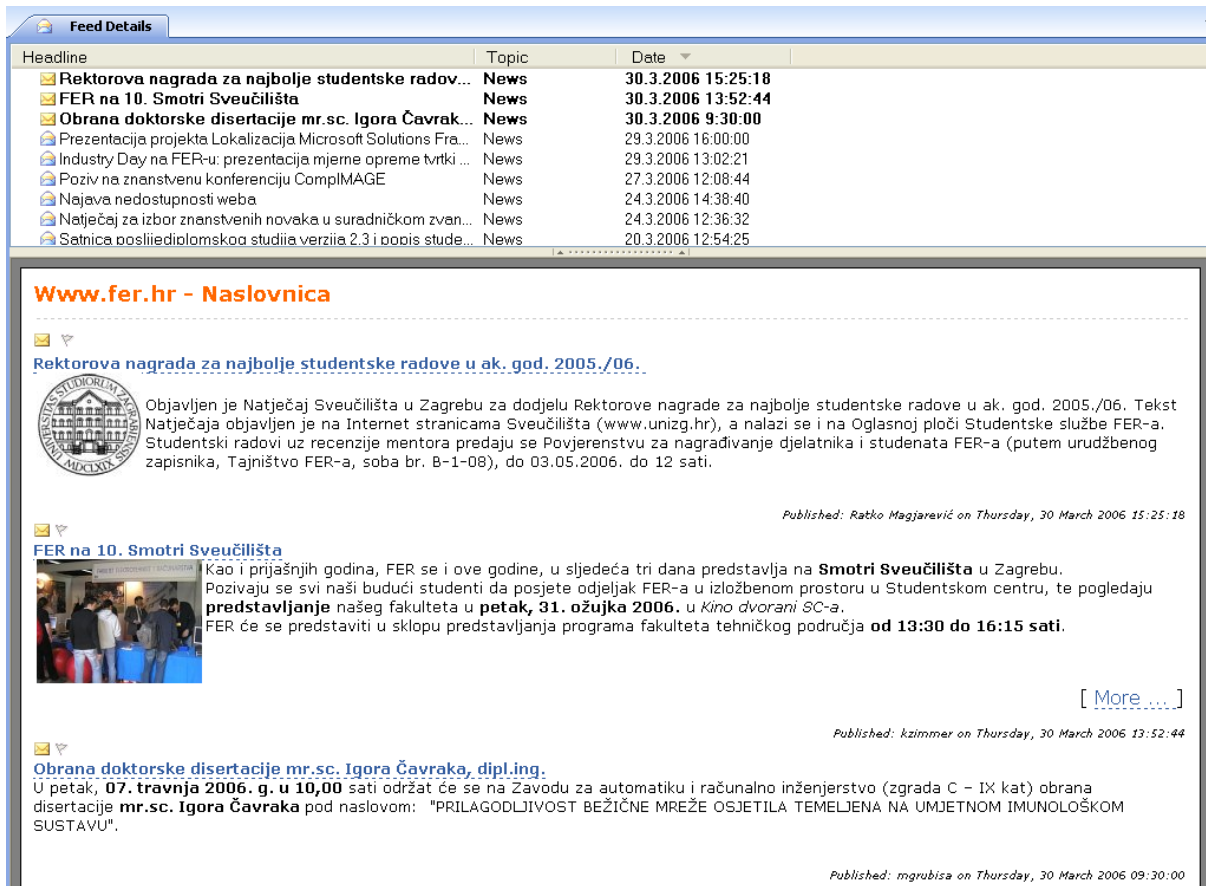 Feed Details
Headline Topic Date
Rektorova nagrada za najbolje studentske radov... News 30.3.2006 15:25:18
FER na 10. Smotri Sveučilišta News 30.3.2006 13:52:44
Obrana doktorske disertacije mr.sc. Igora Čavrak... News 30.3.2006 9:30:00
Prezentacija projekta Lokalizacija Microsoft Solutions Fra... News 29.3.2006 16:00:00
Industry Day na FER-u: prezentacija mjerne opreme tvrtki ... News 29.3.2006 13:02:21
Poziv na znanstvenu konferenciju CompIMAGE News 27.3.2006 12:08:44
Najava nedostupnosti weba News 24.3.2006 14:38:40
Natječaj za izbor znanstvenih novaka u suradničkom zvan... News 24.3.2006 12:36:32
Satnica poslijediplomskog studija verzija 2.3 i popis stude... News 20.3.2006 12:54:25
Www.fer.hr - Naslovnica
Rektorova nagrada za najbolje studentske radove u ak. god. 2005./06.
Objavljen je Natječaj Sveučilišta u Zagrebu za dodjelu Rektorove nagrade za najbolje studentske radove u ak. god. 2005./06. Tekst
Natječaja objavljen je na Internet stranicama Sveučilišta (www.unizg.hr), a nalazi se i na Oglasnoj ploči Studentske službe FER-a.
Studentski radovi uz recenzije mentora predaju se Povjerenstvu za nagrađivanje djelatnika i studenata FER-a (putem urudžbenog
zapisnika, Tajništvo FER-a, soba br. B-1-08), do 03.05.2006. do 12 sati.
Published: Ratko Magjarević on Thursday, 30 March 2006 15:25:18
FER na 10. Smotri Sveučilišta
Kao i prijašnjih godina, FER se i ove godine, u sljedeća tri dana predstavlja na Smotri Sveučilišta u Zagrebu.
Pozivaju se svi naši budući studenti da posjete odjeljak FER-a u izložbenom prostoru u Studentskom centru, te pogledaju
predstavljanje našeg fakulteta u petak, 31. ožujka 2006. u Kino dvorani SC-a.
FER će se predstaviti u sklopu predstavljanja programa fakulteta tehničkog područja od 13:30 do 16:15 sati.
[ More ... ]
Published: kzimmer on Thursday, 30 March 2006 13:52:44
Obrana doktorske disertacije mr.sc. Igora Čavraka, dipl.ing.
U petak, 07. travnja 2006. g. u 10,00 sati održat će se na Zavodu za automatiku i računalno inženjerstvo (zgrada C – IX kat) obrana
disertacije mr.sc. Igora Čavraka pod naslovom: "PRILAGODLJIVOST BEŽIČNE MREŽE OSJETILA TEMELJENA NA UMJETNOM IMUNOLOŠKOM
SUSTAVU".
Published: mgrubisa on Thursday, 30 March 2006 09:30:00